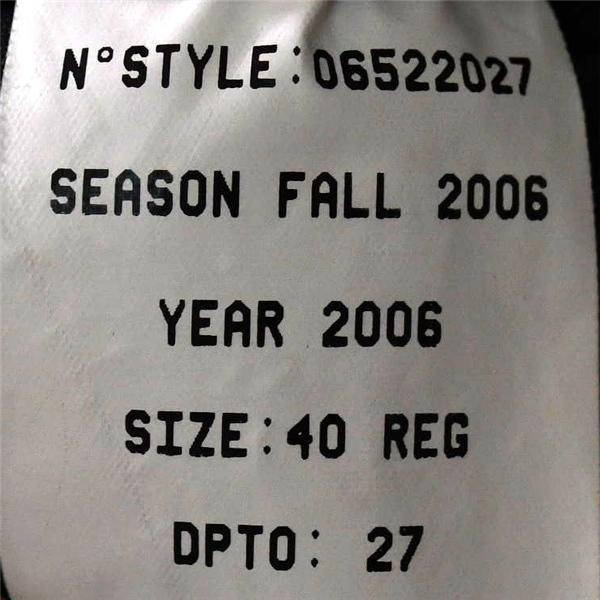 N°STYLE:06522027
SEASON FALL 2006
YEAR 2006
SIZE:40 REG
DPTO: 27